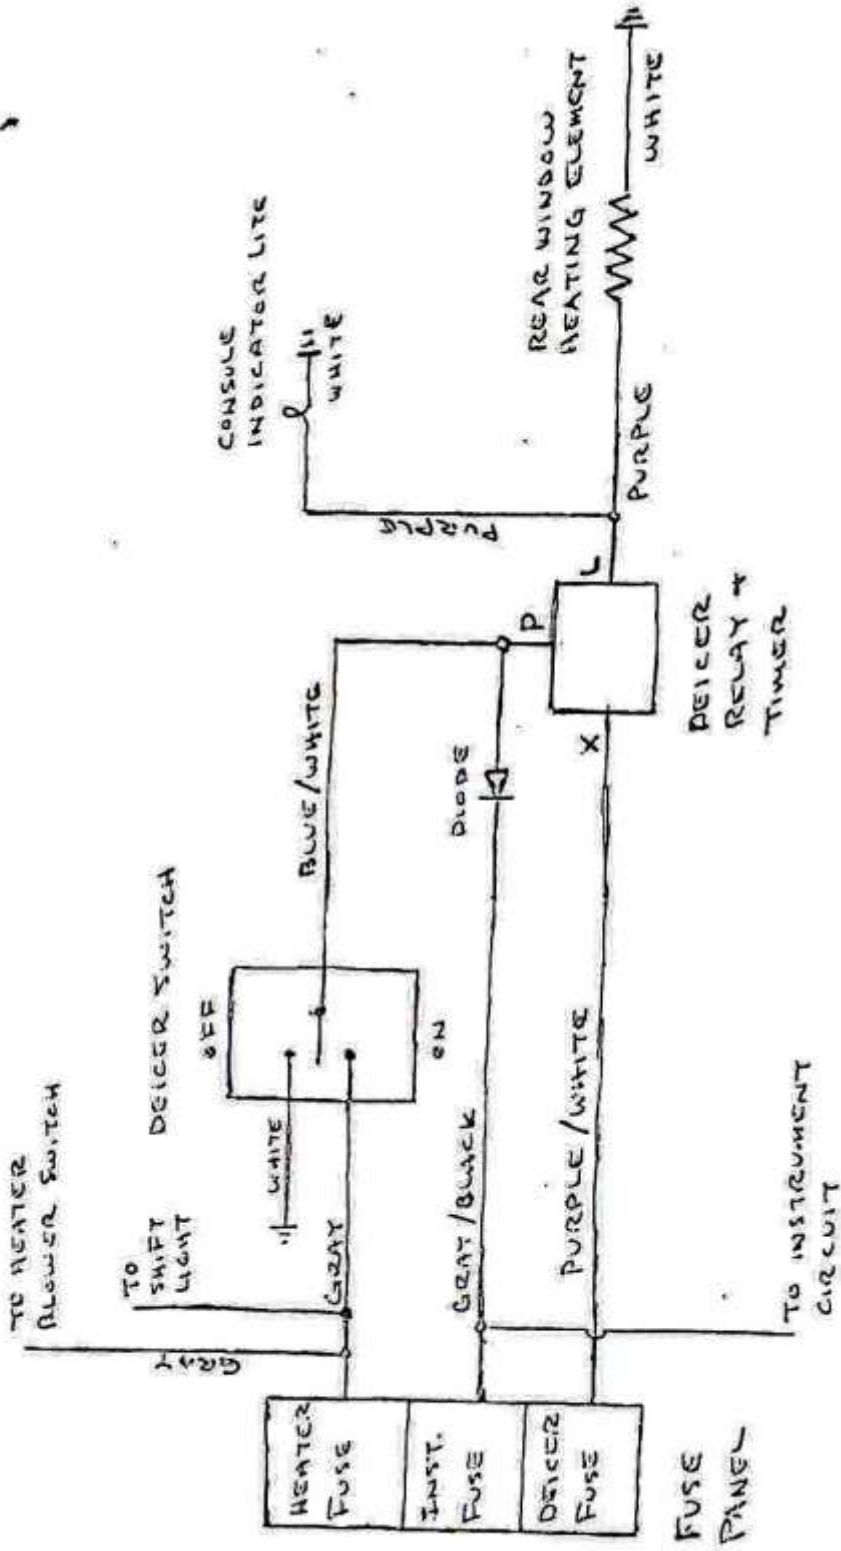 TO HEATER
BLOWER SWITCH
TO
SHIFT
LIGHT
DEICER SWITCH
OFF
ON
WHITE
GRAY
GRAY
BLUE/WHITE
CONSULE
INDICATOR LITE
WHITE
PURPLE
REAR WINDOW
HEATING ELEMENT
WHITE
PURPLE
DIODE
P
L
X
DEICER
RELAY +
TIMER
GRAY/BLACK
PURPLE/WHITE
TO INSTRUMENT
CIRCUIT
HEATER
FUSE
INST.
FUSE
DEICER
FUSE
FUSE
PANEL